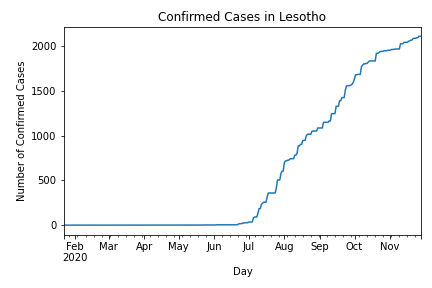 Confirmed Cases in Lesotho
Number of Confirmed Cases
2000
1500
1000
500
0
Feb Mar Apr May Jun Jul Aug Sep Oct Nov
2020
Day